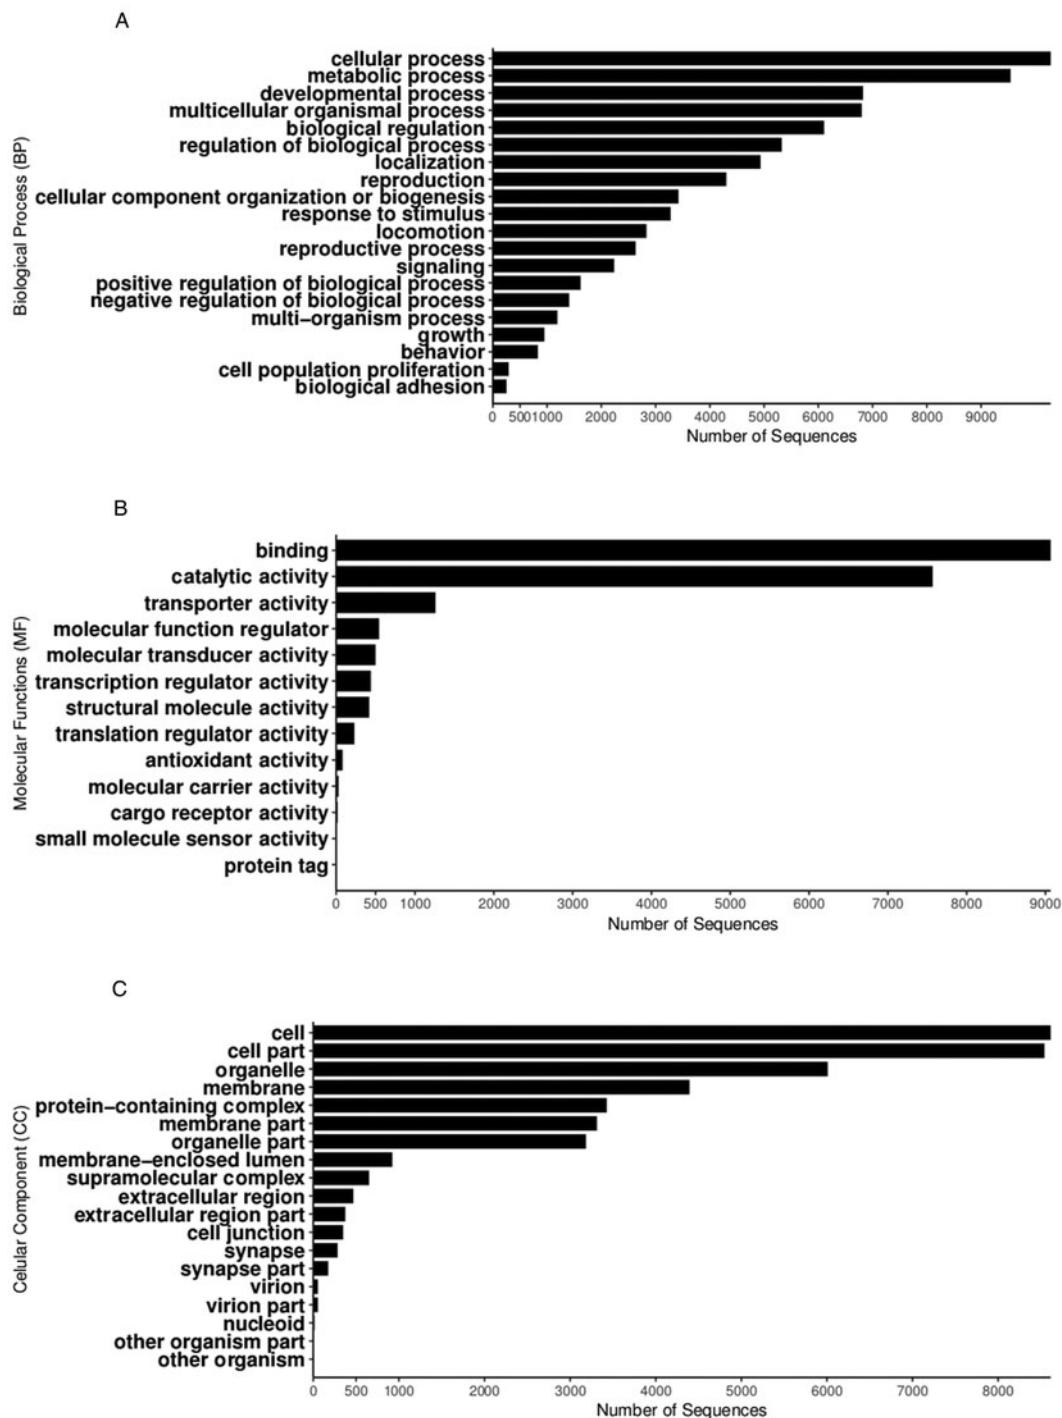 A
Biological Process (BP)
cellular process
metabolic process
developmental process
multicellular organismal process
biological regulation
regulation of biological process
localization
reproduction
cellular component organization or biogenesis
response to stimulus
locomotion
reproductive process
signaling
positive regulation of biological process
negative regulation of biological process
multi-organism process
growth
behavior
cell population proliferation
biological adhesion
0 500 1000 2000 3000 4000 5000 6000 7000 8000 9000
Number of Sequences
B
Molecular Functions (MF)
binding
catalytic activity
transporter activity
molecular function regulator
molecular transducer activity
transcription regulator activity
structural molecule activity
translation regulator activity
antioxidant activity
molecular carrier activity
cargo receptor activity
small molecule sensor activity
protein tag
0 500 1000 2000 3000 4000 5000 6000 7000 8000 9000
Number of Sequences
C
Celular Component (CC)
cell
cell part
organelle
membrane
protein-containing complex
membrane part
organelle part
membrane-enclosed lumen
supramolecular complex
extracellular region
extracellular region part
cell junction
synapse
synapse part
virion
virion part
nucleoid
other organism part
other organism
0 500 1000 2000 3000 4000 5000 6000 7000 8000
Number of Sequences